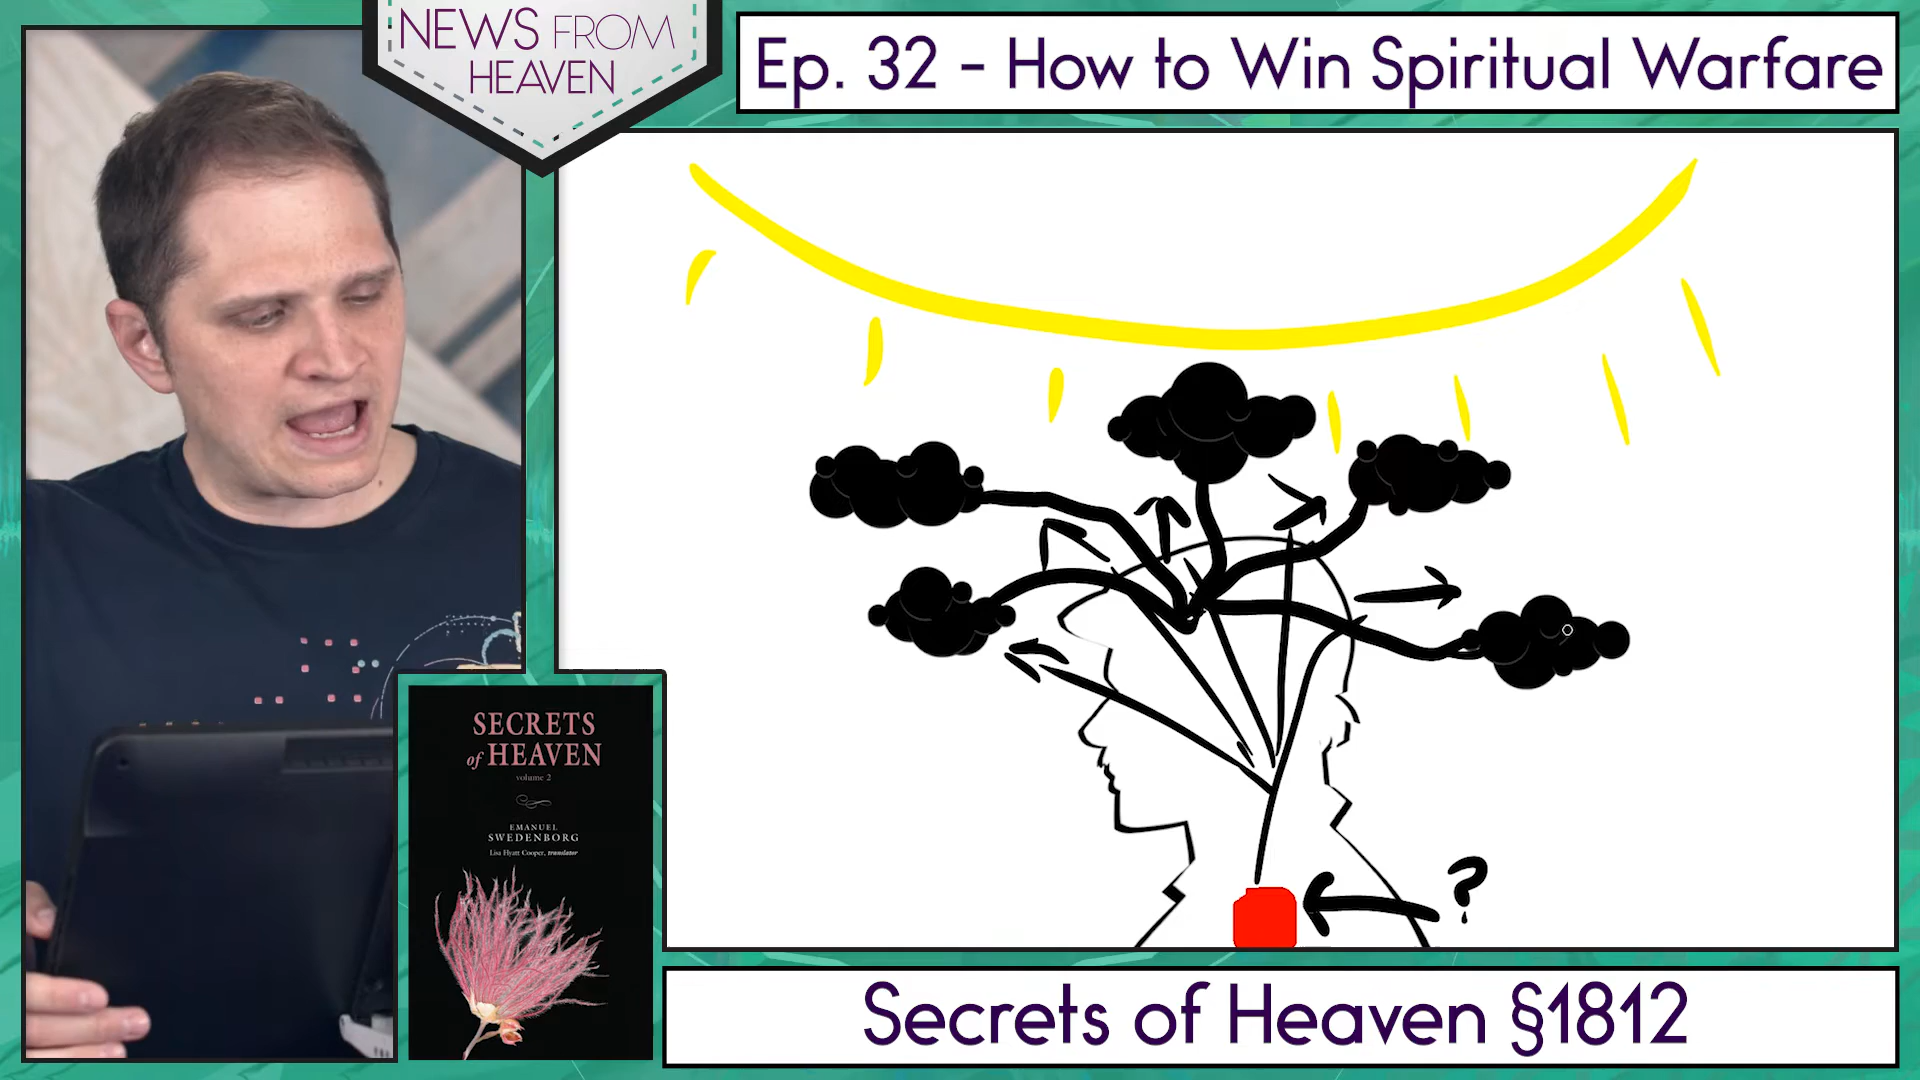 NEWS FROM
HEAVEN
Ep. 32 - How to Win Spiritual Warfare
?
SECRETS
of HEAVEN
volume 2
EMANUEL
SWEDENBORG
Lisa Hyatt Cooper, translator
Secrets of Heaven §1812